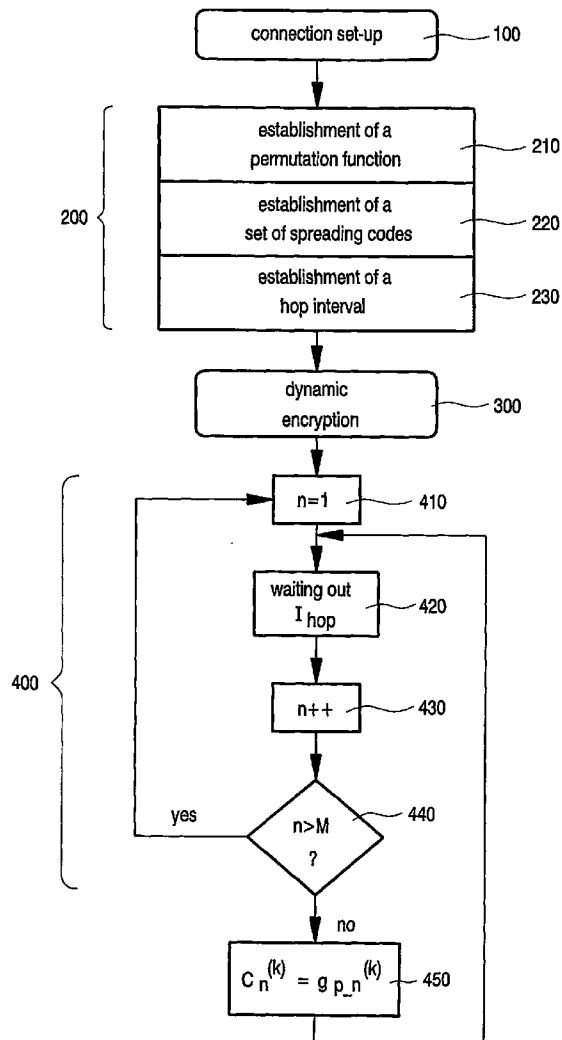 connection set-up
100
200
establishment of a
permutation function
210
establishment of a
set of spreading codes
220
establishment of a
hop interval
230
dynamic
encryption
300
400
n=1
410
waiting out
I hop
420
n++
430
n>M
?
440
yes
no
C n (k) = g p_n (k)
450